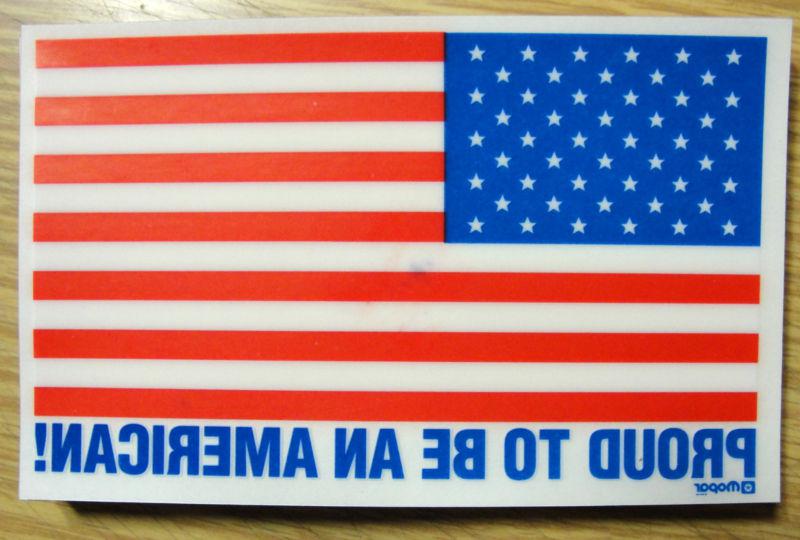 PROUD TO BE AN AMERICAN!
Mopar